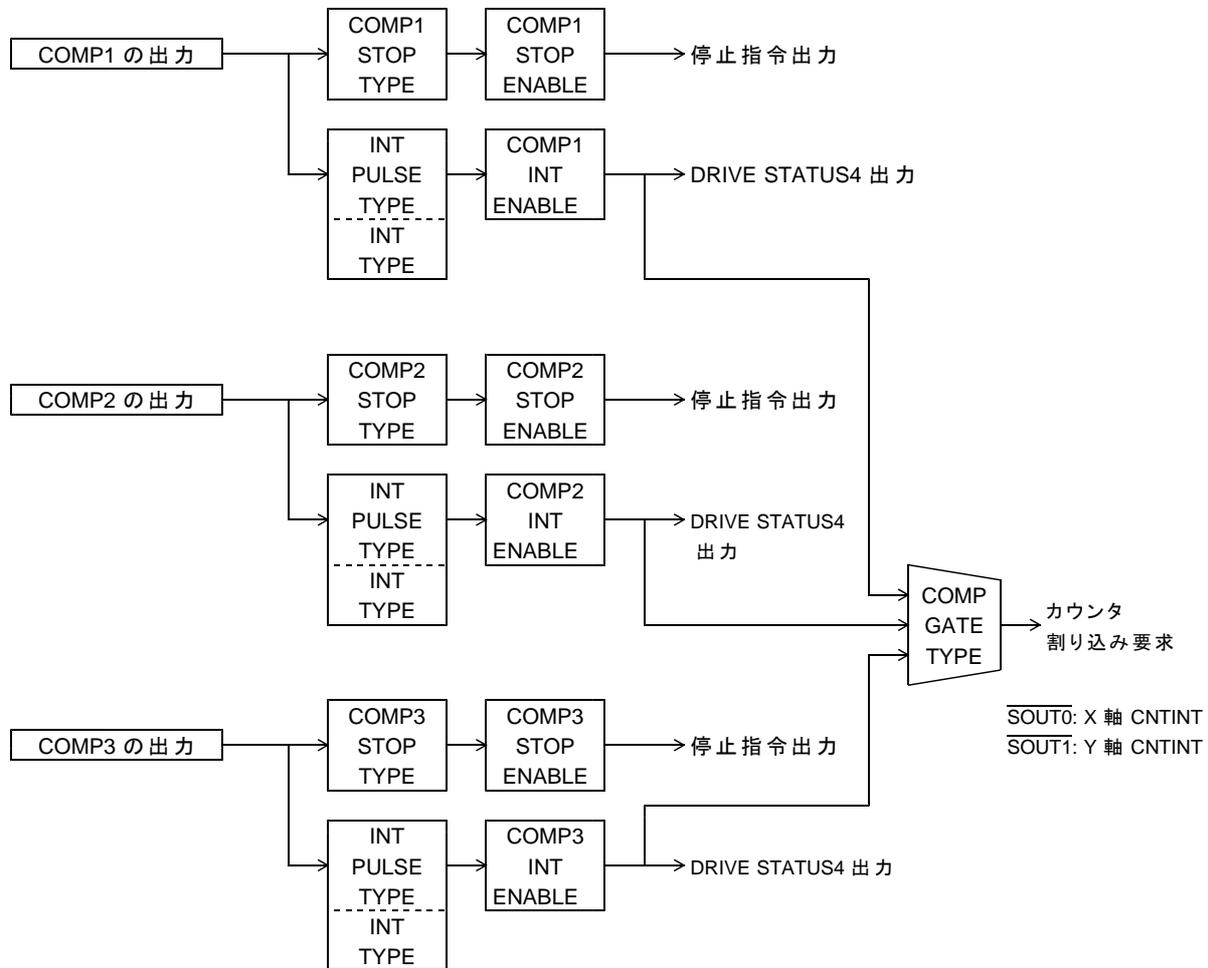 COMP1 の出力
COMP1
STOP
TYPE
COMP1
STOP
ENABLE
停止指令出力
INT
PULSE
TYPE
INT
TYPE
COMP1
INT
ENABLE
DRIVE STATUS4 出力
COMP2 の出力
COMP2
STOP
TYPE
COMP2
STOP
ENABLE
停止指令出力
INT
PULSE
TYPE
INT
TYPE
COMP2
INT
ENABLE
DRIVE STATUS4
出力
COMP
GATE
TYPE
カウンタ
割り込み要求
SOUT0: X 軸 CNTINT
SOUT1: Y 軸 CNTINT
COMP3 の出力
COMP3
STOP
TYPE
COMP3
STOP
ENABLE
停止指令出力
INT
PULSE
TYPE
INT
TYPE
COMP3
INT
ENABLE
DRIVE STATUS4 出力